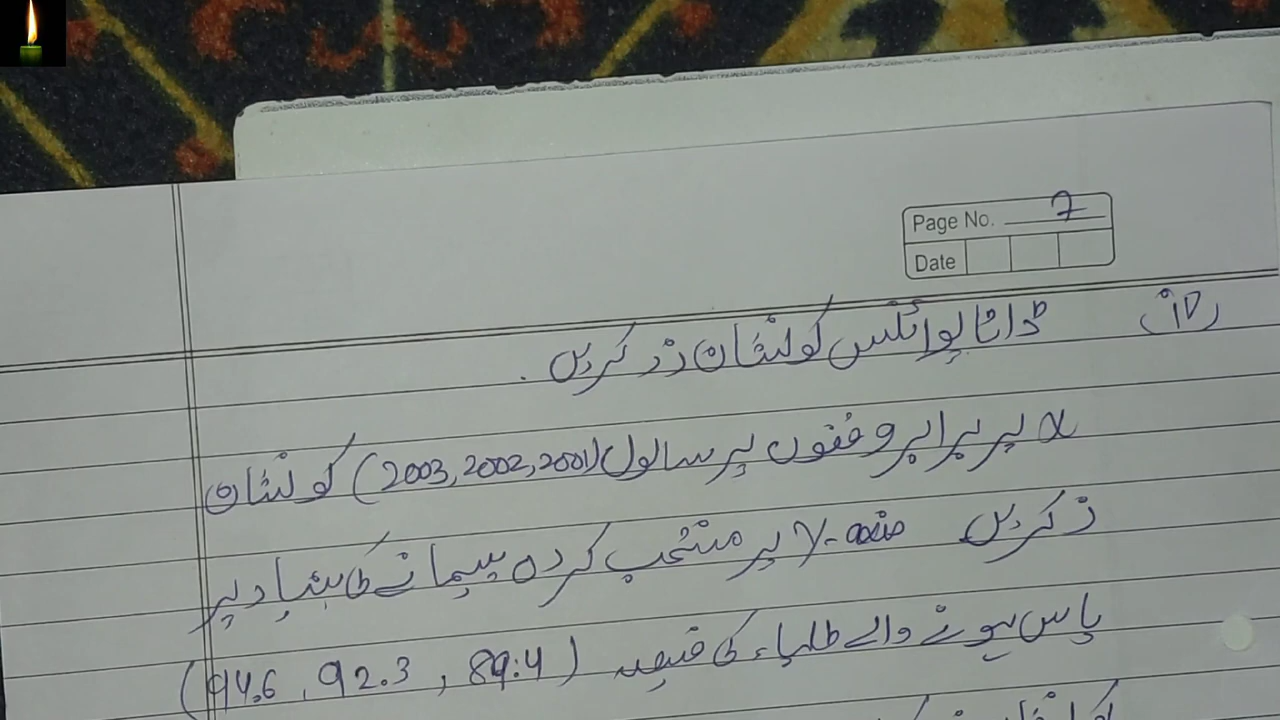 Page No. 7
Date
ڈاٹا پوائنٹس کو نشان زد کریں.
x پر برابر وقفوں پر سالوں (2001, 2002, 2003) کو نشان
زد کریں y-axis پر منتخب کردہ پیمانے کی بنیاد پر
پاس ہونے والے طلباء کی فیصد (89.4 , 92.3 , 94.6)